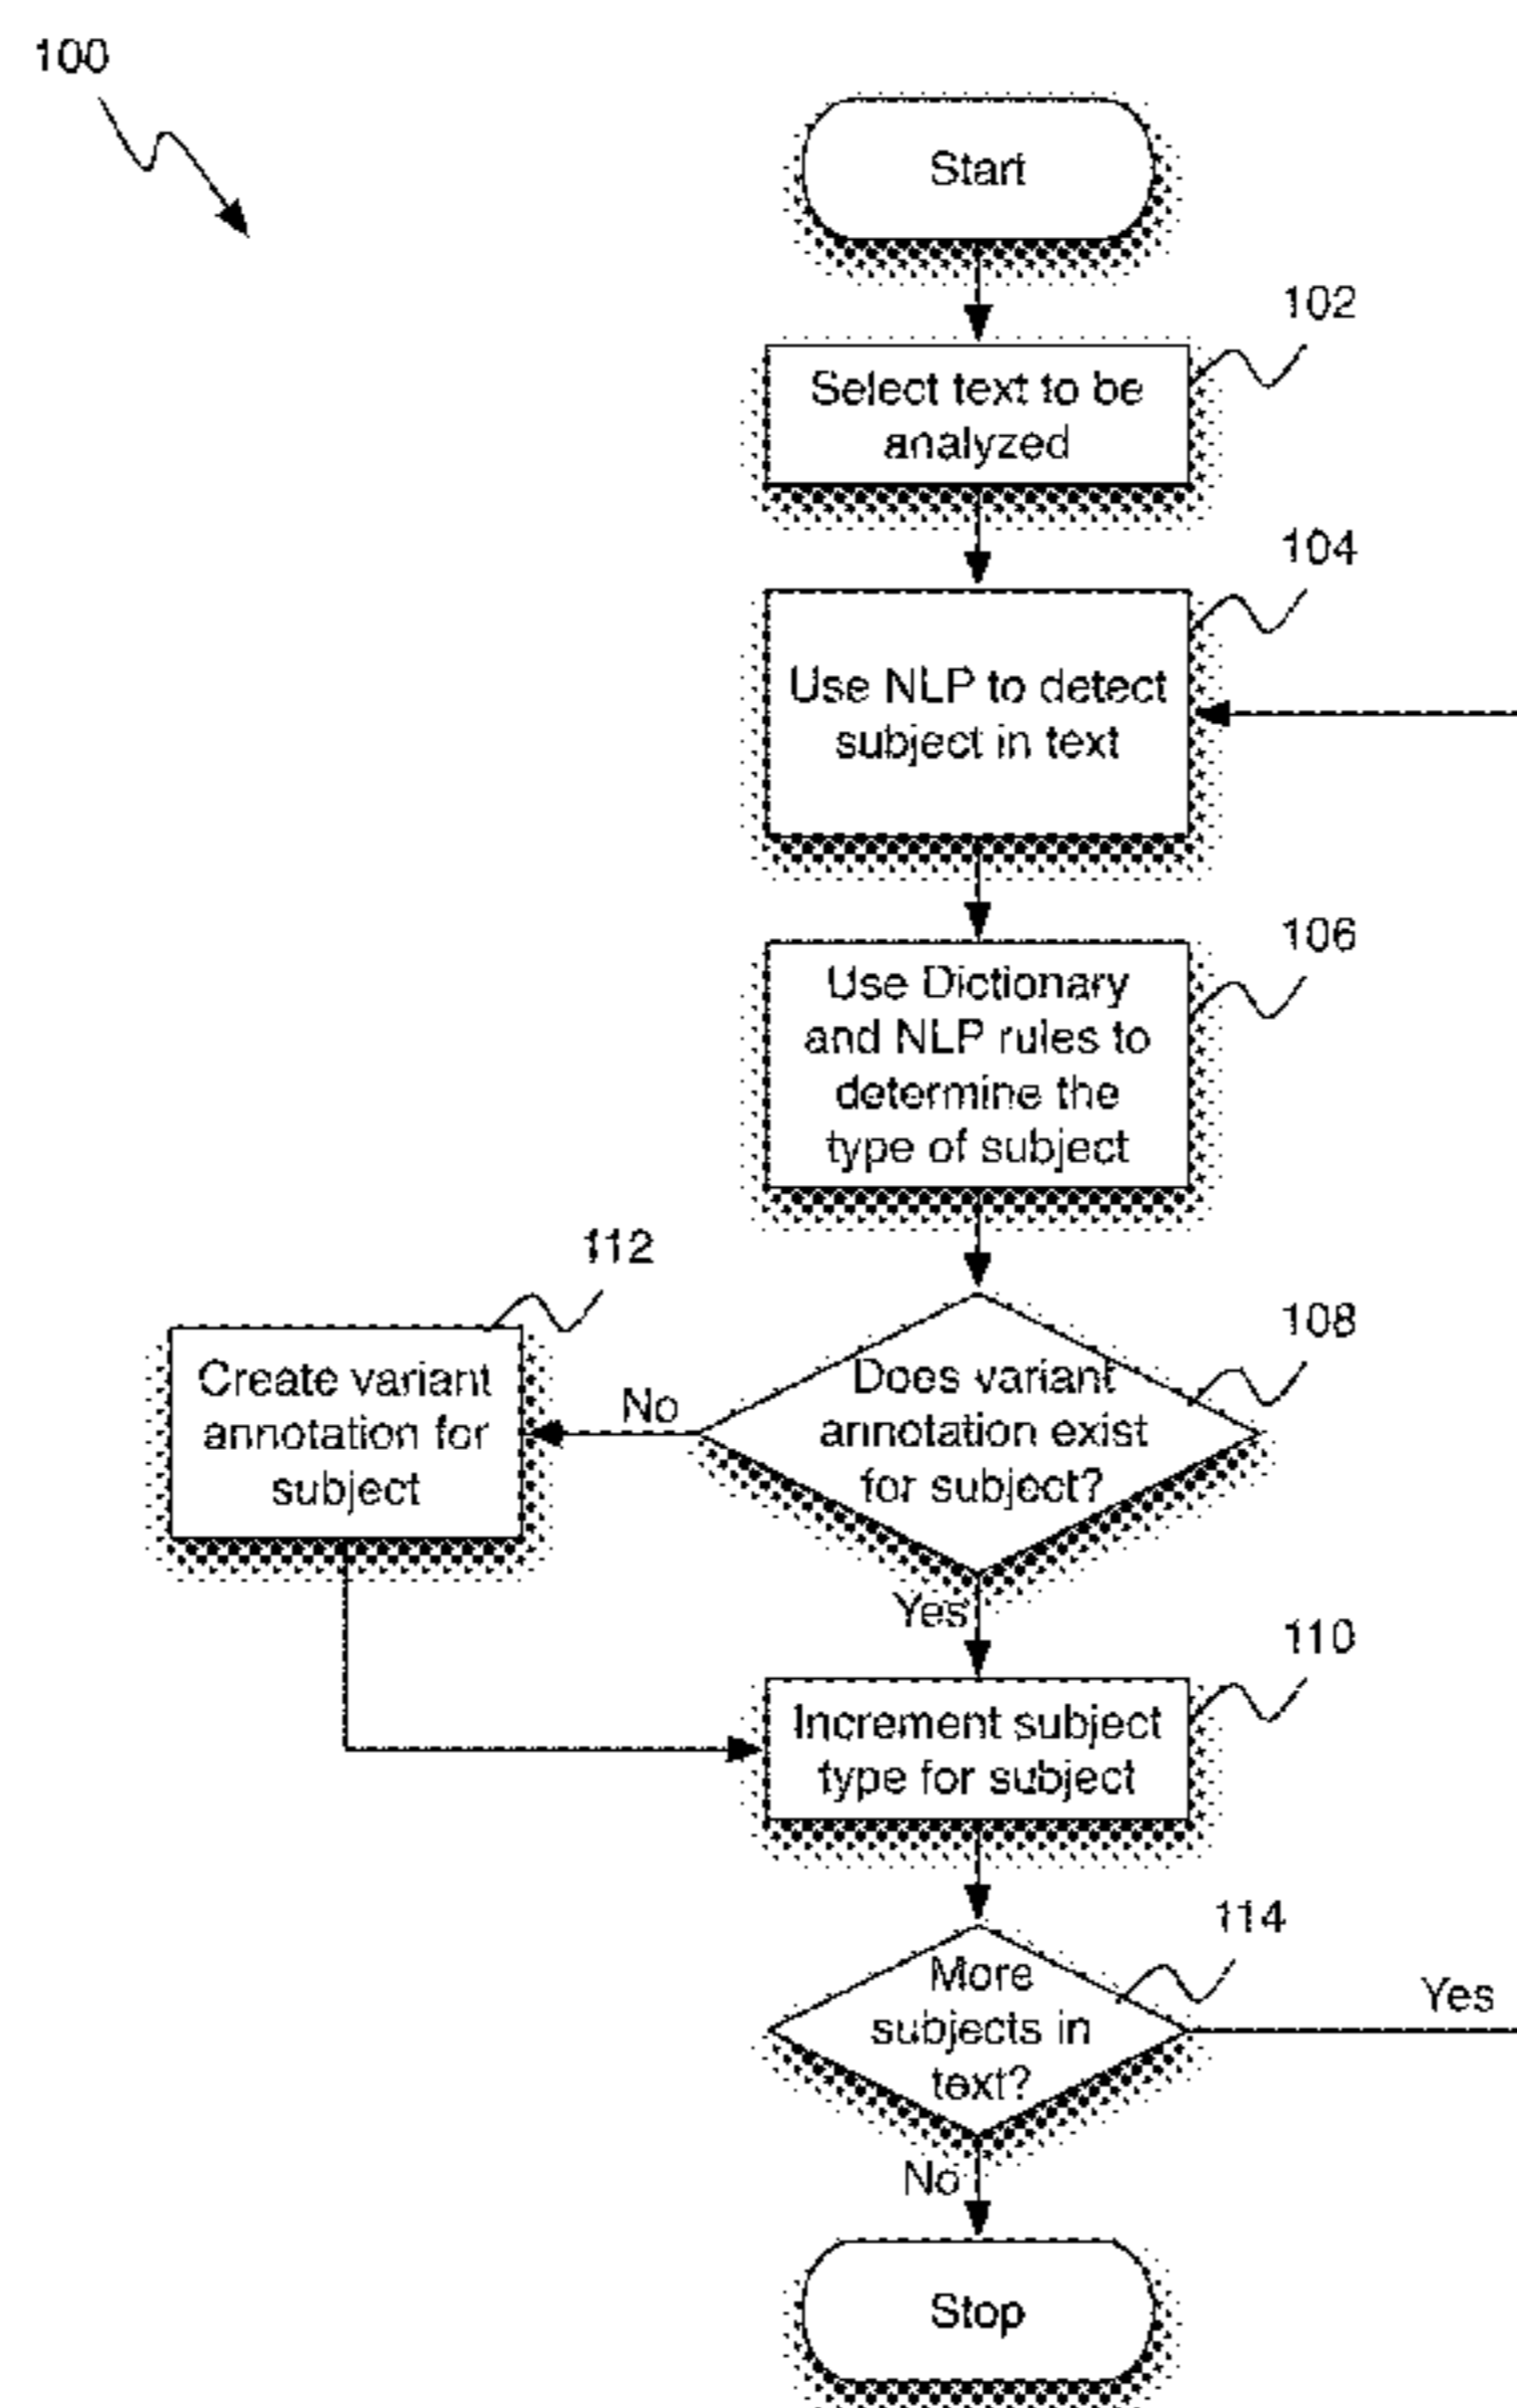 100
Start
102
Select text to be
analyzed
104
Use NLP to detect
subject in text
106
Use Dictionary
and NLP rules to
determine the
type of subject
112
Create variant
annotation for
subject
No
108
Does variant
annotation exist
for subject?
Yes
110
Increment subject
type for subject
114
More
subjects in
text?
Yes
No
Stop